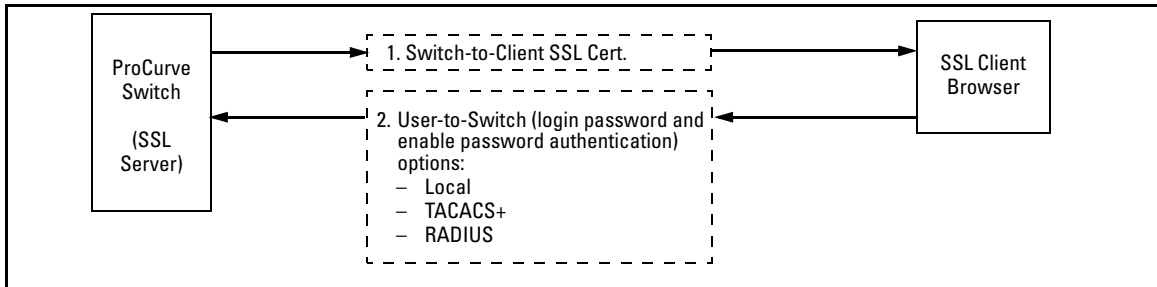 ProCurve
Switch
(SSL
Server)
1. Switch-to-Client SSL Cert.
2. User-to-Switch (login password and
enable password authentication)
options:
– Local
– TACACS+
– RADIUS
SSL Client
Browser